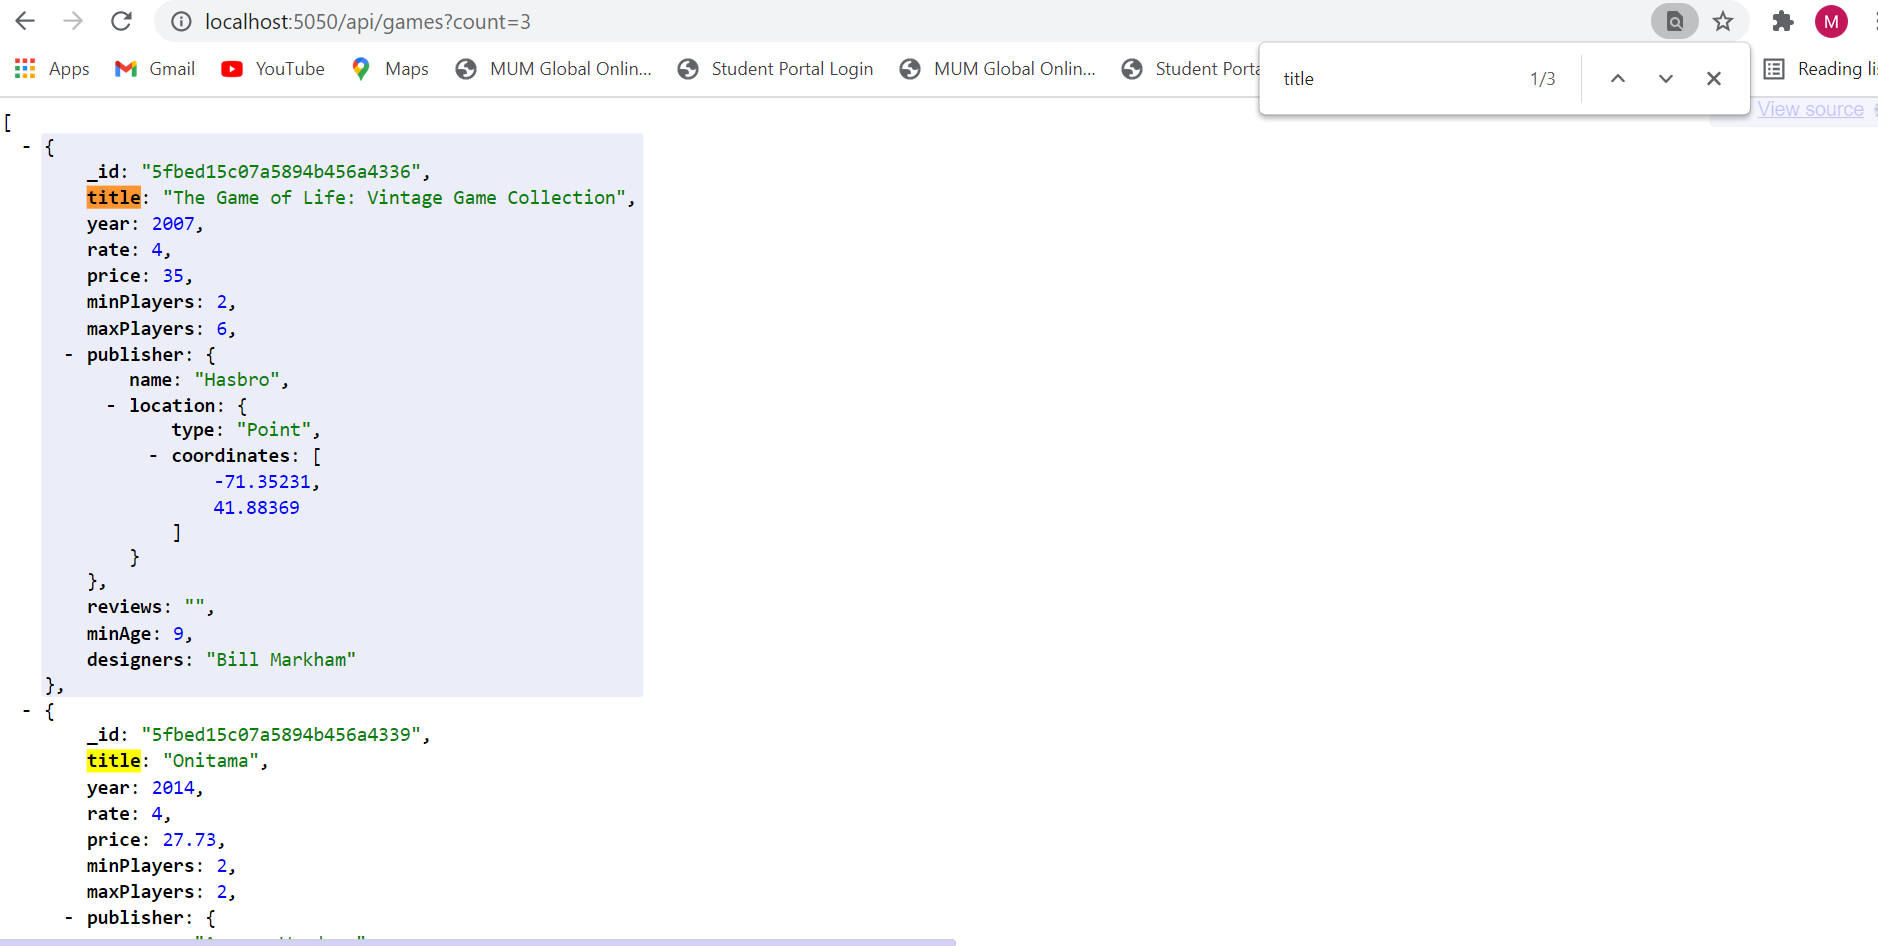 localhost:5050/api/games?count=3
M
Apps Gmail YouTube Maps MUM Global Onlin... Student Portal Login MUM Global Onlin... Student Porta
title 1/3
Reading lis
View source
[
- {
_id: "5fbed15c07a5894b456a4336",
title: "The Game of Life: Vintage Game Collection",
year: 2007,
rate: 4,
price: 35,
minPlayers: 2,
maxPlayers: 6,
- publisher: {
name: "Hasbro",
- location: {
type: "Point",
- coordinates: [
-71.35231,
41.88369
]
}
},
reviews: "",
minAge: 9,
designers: "Bill Markham"
},
- {
_id: "5fbed15c07a5894b456a4339",
title: "Onitama",
year: 2014,
rate: 4,
price: 27.73,
minPlayers: 2,
maxPlayers: 2,
- publisher: {